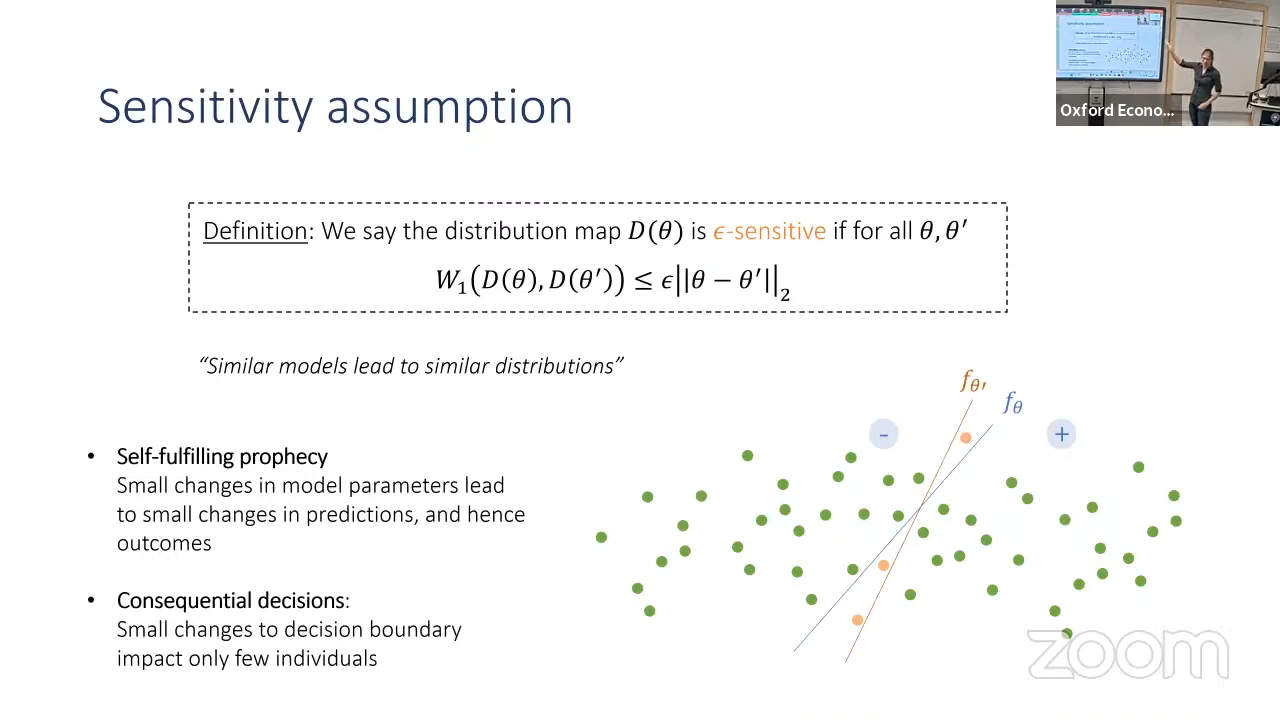 Sensitivity assumption
Oxford Econo...
Definition: We say the distribution map D(θ) is ϵ-sensitive if for all θ, θ′
W₁(D(θ), D(θ′)) ≤ ϵ||θ − θ′||₂
“Similar models lead to similar distributions”
f_θ′
f_θ
-
+
• Self-fulfilling prophecy
Small changes in model parameters lead
to small changes in predictions, and hence
outcomes
• Consequential decisions:
Small changes to decision boundary
impact only few individuals
zoom